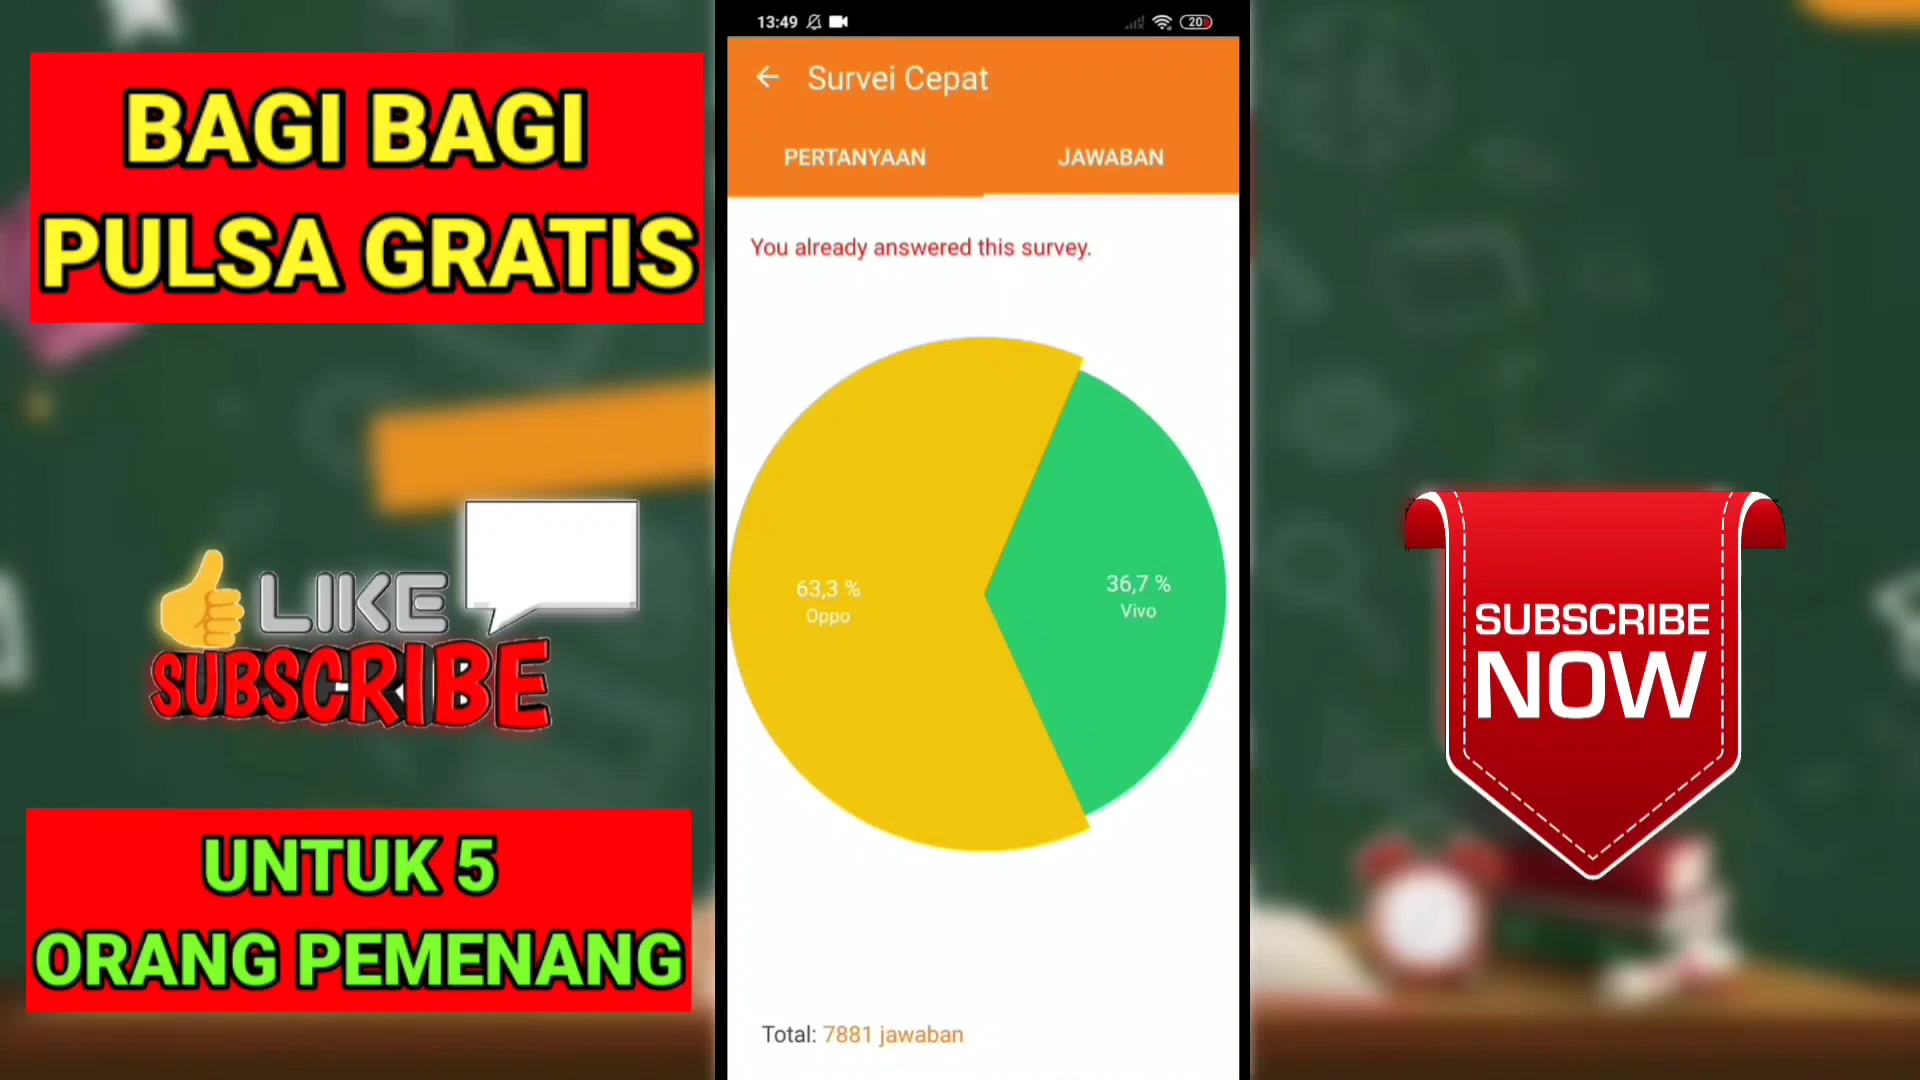 BAGI BAGI
PULSA GRATIS
LIKE
SUBSCRIBE
UNTUK 5
ORANG PEMENANG
13:49
20
Survei Cepat
PERTANYAAN
JAWABAN
You already answered this survey.
63,3 %
Oppo
36,7 %
Vivo
Total: 7881 jawaban
SUBSCRIBE
NOW